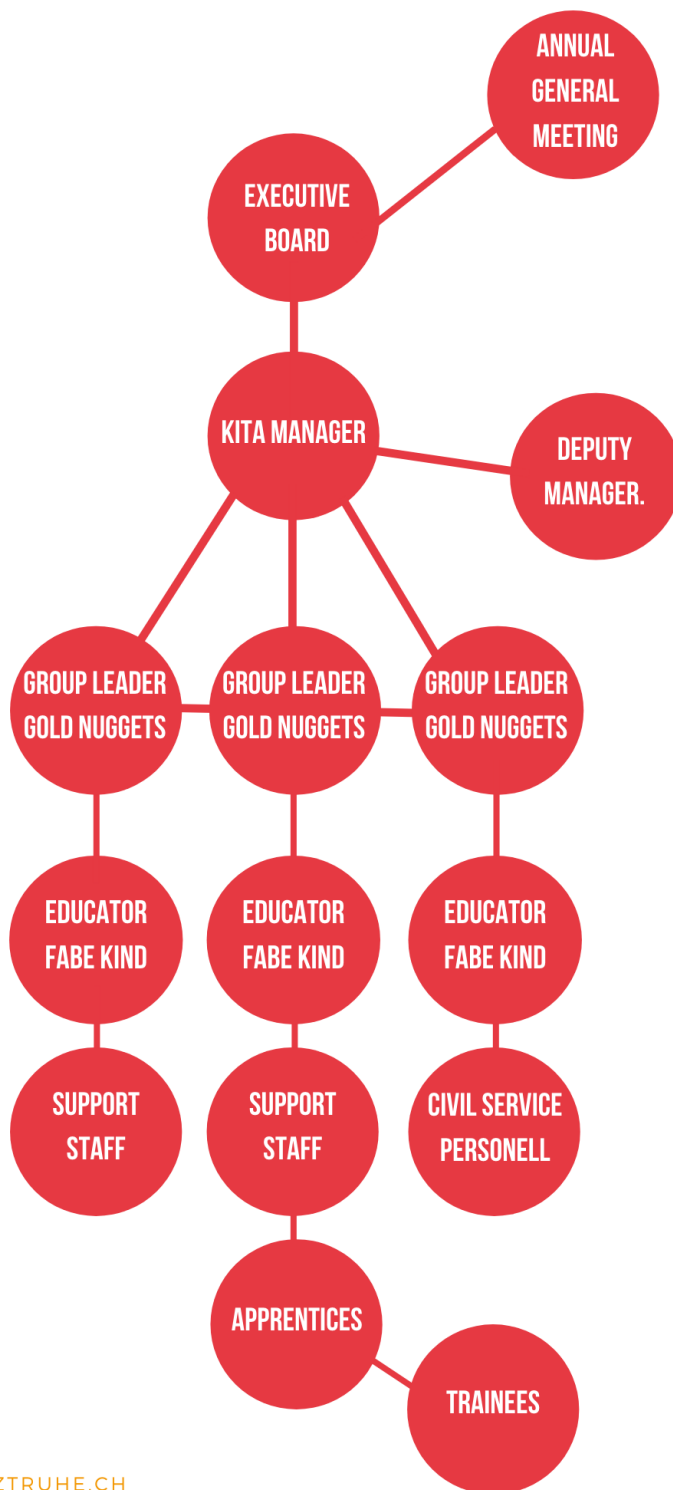 ANNUAL
GENERAL
MEETING
EXECUTIVE
BOARD
KITA MANAGER
DEPUTY
MANAGER.
GROUP LEADER
GOLD NUGGETS
GROUP LEADER
GOLD NUGGETS
GROUP LEADER
GOLD NUGGETS
EDUCATOR
FABE KIND
EDUCATOR
FABE KIND
EDUCATOR
FABE KIND
SUPPORT
STAFF
SUPPORT
STAFF
CIVIL SERVICE
PERSONELL
APPRENTICES
TRAINEES
ZTRUHE.CH